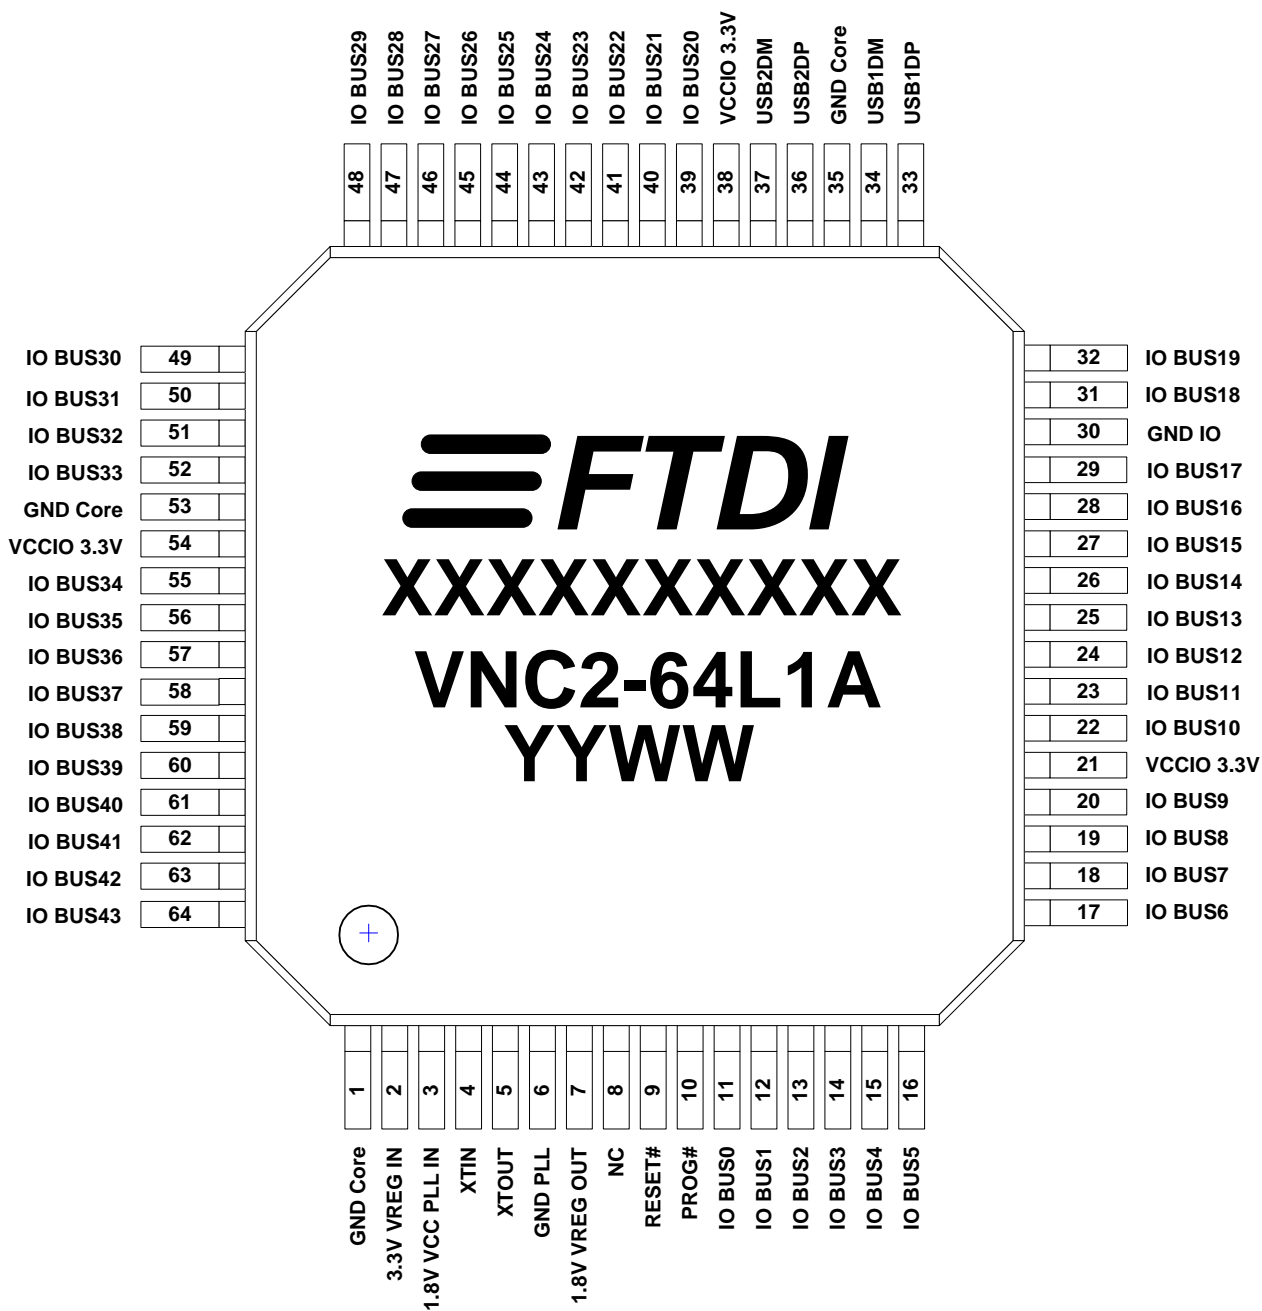 IO BUS29
IO BUS28
IO BUS27
IO BUS26
IO BUS25
IO BUS24
IO BUS23
IO BUS22
IO BUS21
IO BUS20
VCCIO 3.3V
USB2DM
USB2DP
GND Core
USB1DM
USB1DP
48
47
46
45
44
43
42
41
40
39
38
37
36
35
34
33
IO BUS30 49
IO BUS31 50
IO BUS32 51
IO BUS33 52
GND Core 53
VCCIO 3.3V 54
IO BUS34 55
IO BUS35 56
IO BUS36 57
IO BUS37 58
IO BUS38 59
IO BUS39 60
IO BUS40 61
IO BUS41 62
IO BUS42 63
IO BUS43 64
FTDI
XXXXXXXXXX
VNC2-64L1A
YYWW
32 IO BUS19
31 IO BUS18
30 GND IO
29 IO BUS17
28 IO BUS16
27 IO BUS15
26 IO BUS14
25 IO BUS13
24 IO BUS12
23 IO BUS11
22 IO BUS10
21 VCCIO 3.3V
20 IO BUS9
19 IO BUS8
18 IO BUS7
17 IO BUS6
1
2
3
4
5
6
7
8
9
10
11
12
13
14
15
16
GND Core
3.3V VREG IN
1.8V VCC PLL IN
XTIN
XTOUT
GND PLL
1.8V VREG OUT
NC
RESET#
PROG#
IO BUS0
IO BUS1
IO BUS2
IO BUS3
IO BUS4
IO BUS5